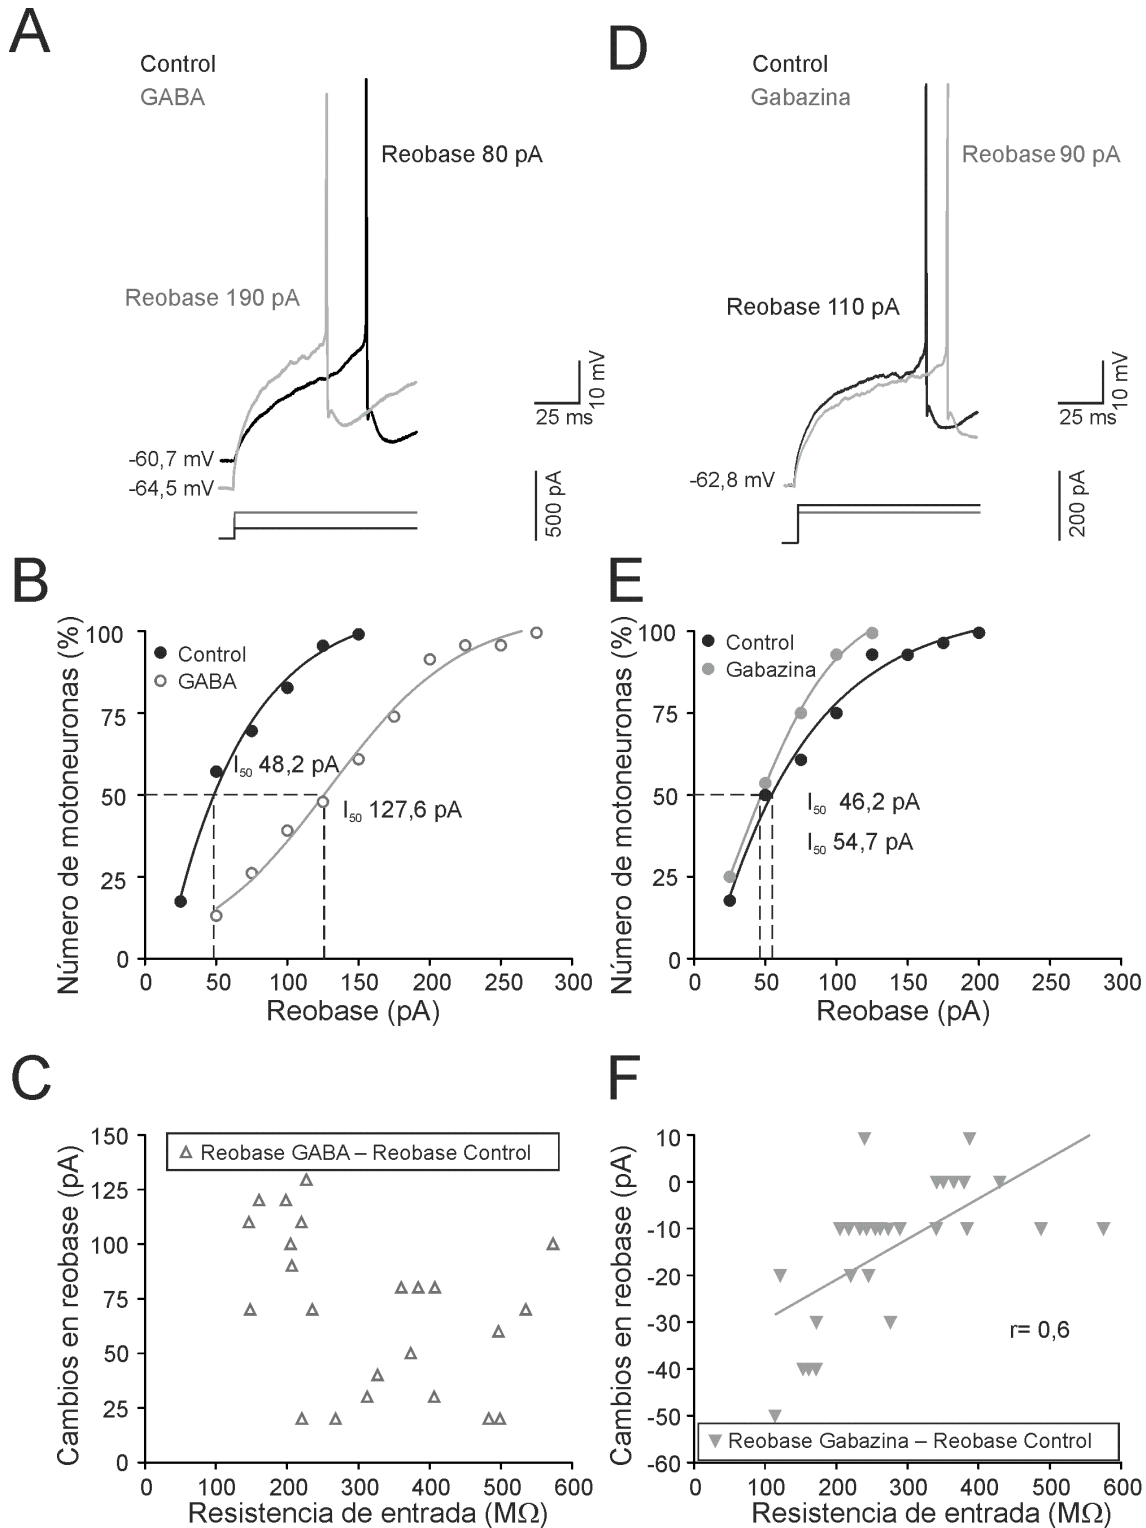 A
Control
GABA
Reobase 80 pA
Reobase 190 pA
10 mV
25 ms
-60,7 mV
-64,5 mV
500 pA
D
Control
Gabazina
Reobase 90 pA
Reobase 110 pA
10 mV
25 ms
-62,8 mV
200 pA
B
Número de motoneuronas (%)
100
75
50
25
0
Control
GABA
I50 48,2 pA
I50 127,6 pA
0 50 100 150 200 250 300
Reobase (pA)
E
Número de motoneuronas (%)
100
75
50
25
0
Control
Gabazina
I50 46,2 pA
I50 54,7 pA
0 50 100 150 200 250 300
Reobase (pA)
C
Cambios en reobase (pA)
150
125
100
75
50
25
0
Reobase GABA – Reobase Control
0 100 200 300 400 500 600
Resistencia de entrada (MΩ)
F
Cambios en reobase (pA)
10
0
-10
-20
-30
-40
-50
-60
r= 0,6
Reobase Gabazina – Reobase Control
0 100 200 300 400 500 600
Resistencia de entrada (MΩ)